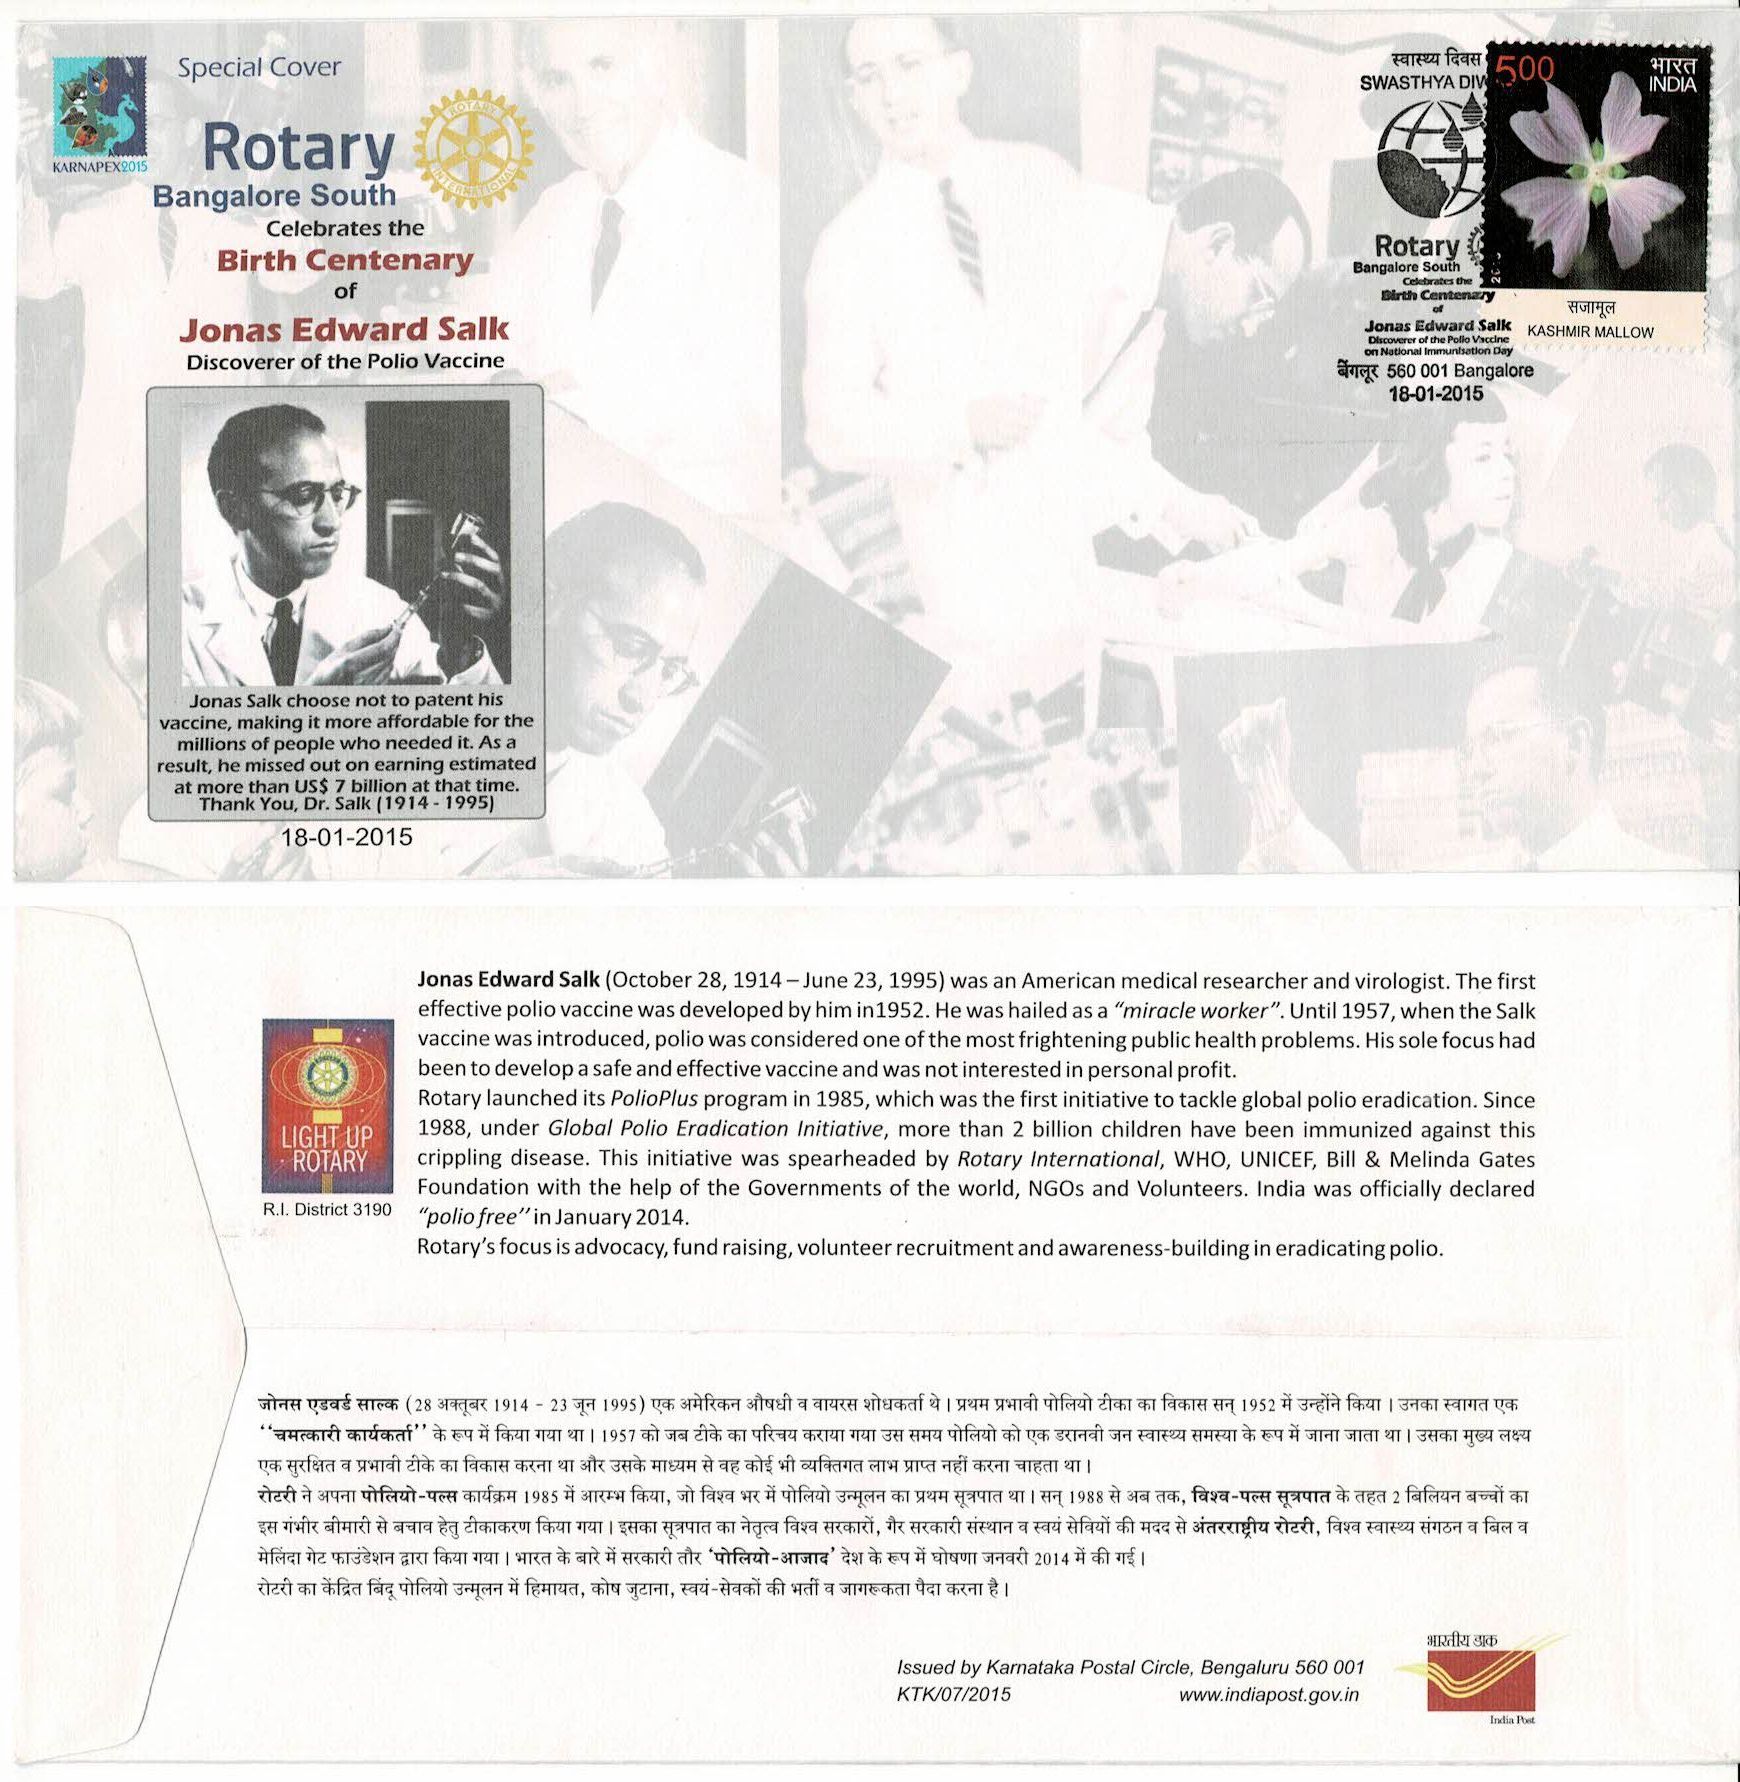 Special Cover
KARNAPEX2015
Rotary
ROTARY
INTERNATIONAL
Bangalore South
Celebrates the
Birth Centenary
of
Jonas Edward Salk
Discoverer of the Polio Vaccine
Jonas Salk choose not to patent his
vaccine, making it more affordable for the
millions of people who needed it. As a
result, he missed out on earning estimated
at more than US$ 7 billion at that time.
Thank You, Dr. Salk (1914 - 1995)
18-01-2015
स्वास्थ्य दिवस
SWASTHYA DIV
Rotary
Bangalore South
Celebrates the
Birth Centenary
of
Jonas Edward Salk
Discoverer of the Polio Vaccine
on National Immunisation Day
बेंगलूर 560 001 Bangalore
18-01-2015
500
भारत
INDIA
सजामूल
KASHMIR MALLOW
Jonas Edward Salk (October 28, 1914 – June 23, 1995) was an American medical researcher and virologist. The first
effective polio vaccine was developed by him in1952. He was hailed as a “miracle worker”. Until 1957, when the Salk
vaccine was introduced, polio was considered one of the most frightening public health problems. His sole focus had
been to develop a safe and effective vaccine and was not interested in personal profit.
Rotary launched its PolioPlus program in 1985, which was the first initiative to tackle global polio eradication. Since
1988, under Global Polio Eradication Initiative, more than 2 billion children have been immunized against this
crippling disease. This initiative was spearheaded by Rotary International, WHO, UNICEF, Bill & Melinda Gates
Foundation with the help of the Governments of the world, NGOs and Volunteers. India was officially declared
“polio free’’ in January 2014.
Rotary’s focus is advocacy, fund raising, volunteer recruitment and awareness-building in eradicating polio.
LIGHT UP
ROTARY
R.I. District 3190
जोनस एडवर्ड साल्क (28 अक्तूबर 1914 - 23 जून 1995) एक अमेरिकन औषधी व वायरस शोधकर्ता थे । प्रथम प्रभावी पोलियो टीका का विकास सन् 1952 में उन्होंने किया । उनका स्वागत एक
‘‘चमत्कारी कार्यकर्ता’’ के रूप में किया गया था । 1957 को जब टीके का परिचय कराया गया उस समय पोलियो को एक डरानवी जन स्वास्थ्य समस्या के रूप में जाना जाता था । उसका मुख्य लक्ष्य
एक सुरक्षित व प्रभावी टीके का विकास करना था और उसके माध्यम से वह कोई भी व्यक्तिगत लाभ प्राप्त नहीं करना चाहता था ।
रोटरी ने अपना पोलियो-पल्स कार्यक्रम 1985 में आरम्भ किया, जो विश्व भर में पोलियो उन्मूलन का प्रथम सूत्रपात था । सन् 1988 से अब तक, विश्व-पल्स सूत्रपात के तहत 2 बिलियन बच्चों का
इस गंभीर बीमारी से बचाव हेतु टीकाकरण किया गया । इसका सूत्रपात का नेतृत्व विश्व सरकारों, गैर सरकारी संस्थान व स्वयं सेवियों की मदद से अंतरराष्ट्रीय रोटरी, विश्व स्वास्थ्य संगठन व बिल व
मेलिंदा गेट फाउंडेशन द्वारा किया गया । भारत के बारे में सरकारी तौर ‘पोलियो-आजाद’ देश के रूप में घोषणा जनवरी 2014 में की गई ।
रोटरी का केंद्रित बिंदू पोलियो उन्मूलन में हिमायत, कोष जुटाना, स्वयं-सेवकों की भर्ती व जागरूकता पैदा करना है ।
Issued by Karnataka Postal Circle, Bengaluru 560 001
KTK/07/2015 www.indiapost.gov.in
भारतीय डाक
India Post